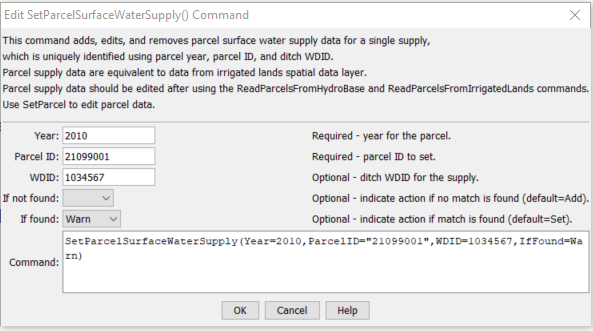 Edit SetParcelSurfaceWaterSupply() Command
This command adds, edits, and removes parcel surface water supply data for a single supply,
which is uniquely identified using parcel year, parcel ID, and ditch WDID.
Parcel supply data are equivalent to data from irrigated lands spatial data layer.
Parcel supply data should be edited after using the ReadParcelsFromHydroBase and ReadParcelsFromIrrigatedLands commands.
Use SetParcel to edit parcel data.
Year: 2010 Required - year for the parcel.
Parcel ID: 21099001 Required - parcel ID to set.
WDID: 1034567 Optional - ditch WDID for the supply.
If not found: Optional - indicate action if no match is found (default=Add).
If found: Warn Optional - indicate action if match is found (default=Set).
Command: SetParcelSurfaceWaterSupply(Year=2010,ParcelID="21099001",WDID=1034567,IfFound=Wa
rn)
OK Cancel Help